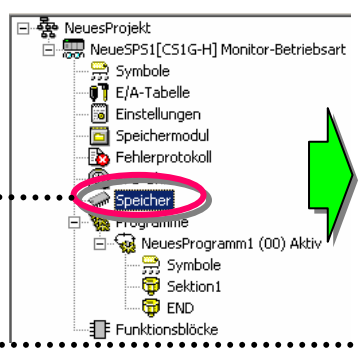 NeuesProjekt
NeueSPS1[CS1G-H] Monitor-Betriebsart
Symbole
E/A-Tabelle
Einstellungen
Speichermodul
Fehlerprotokoll
Speicher
Programme
NeuesProgramm1 (00) Aktiv
Symbole
Sektion1
END
Funktionsblöcke